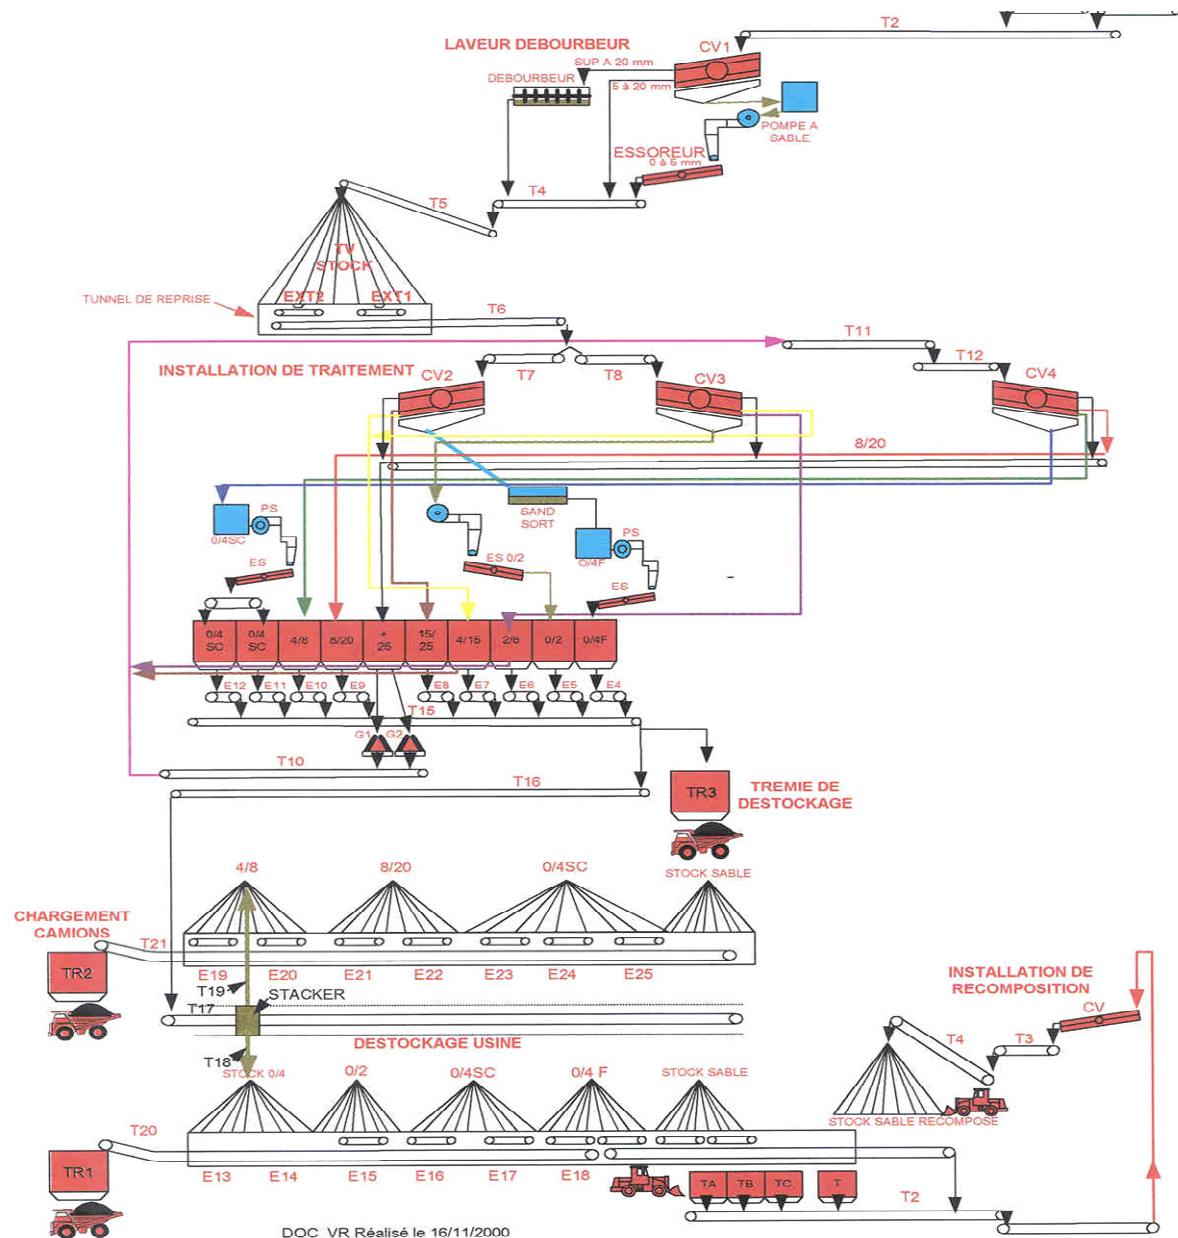 T2
LAVEUR DEBOURBEUR
CV1
SUP A 20 mm
DEBOURBEUR
5 à 20 mm
POMPE A
SABLE
ESSOREUR
0 à 5 mm
T4
T5
TV
STOCK
TUNNEL DE REPRISE
EXT2
EXT1
T6
T11
T12
INSTALLATION DE TRAITEMENT
T7
T8
CV2
CV3
CV4
8/20
PS
0/4SC
SAND
SORT
PS
O/4F
ES
ES 0/2
ES
0/4
SC
0/4
SC
4/8
8/20
+
25
15/
25
4/15
2/6
0/2
0/4F
E12
E11
E10
E9
E8
E7
E6
E5
E4
T15
G1
G2
T10
T16
TR3
TREMIE DE
DESTOCKAGE
4/8
8/20
0/4SC
STOCK SABLE
CHARGEMENT
CAMIONS
T21
TR2
E19
E20
E21
E22
E23
E24
E25
T19
STACKER
T17
INSTALLATION DE
RECOMPOSITION
CV
T4
T3
DESTOCKAGE USINE
T18
STOCK 0/4
0/2
0/4SC
0/4 F
STOCK SABLE
STOCK SABLE RECOMPOSE
T20
TR1
E13
E14
E15
E16
E17
E18
TA
TB
TC
T
T2
DOC VR Réalisé le 16/11/2000